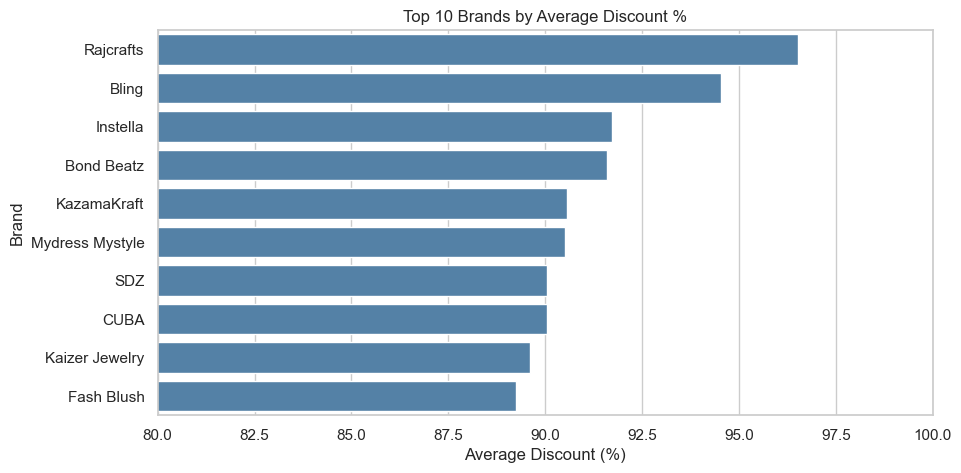 Top 10 Brands by Average Discount %
Brand
Rajcrafts
Bling
Instella
Bond Beatz
KazamaKraft
Mydress Mystyle
SDZ
CUBA
Kaizer Jewelry
Fash Blush
80.0 82.5 85.0 87.5 90.0 92.5 95.0 97.5 100.0
Average Discount (%)